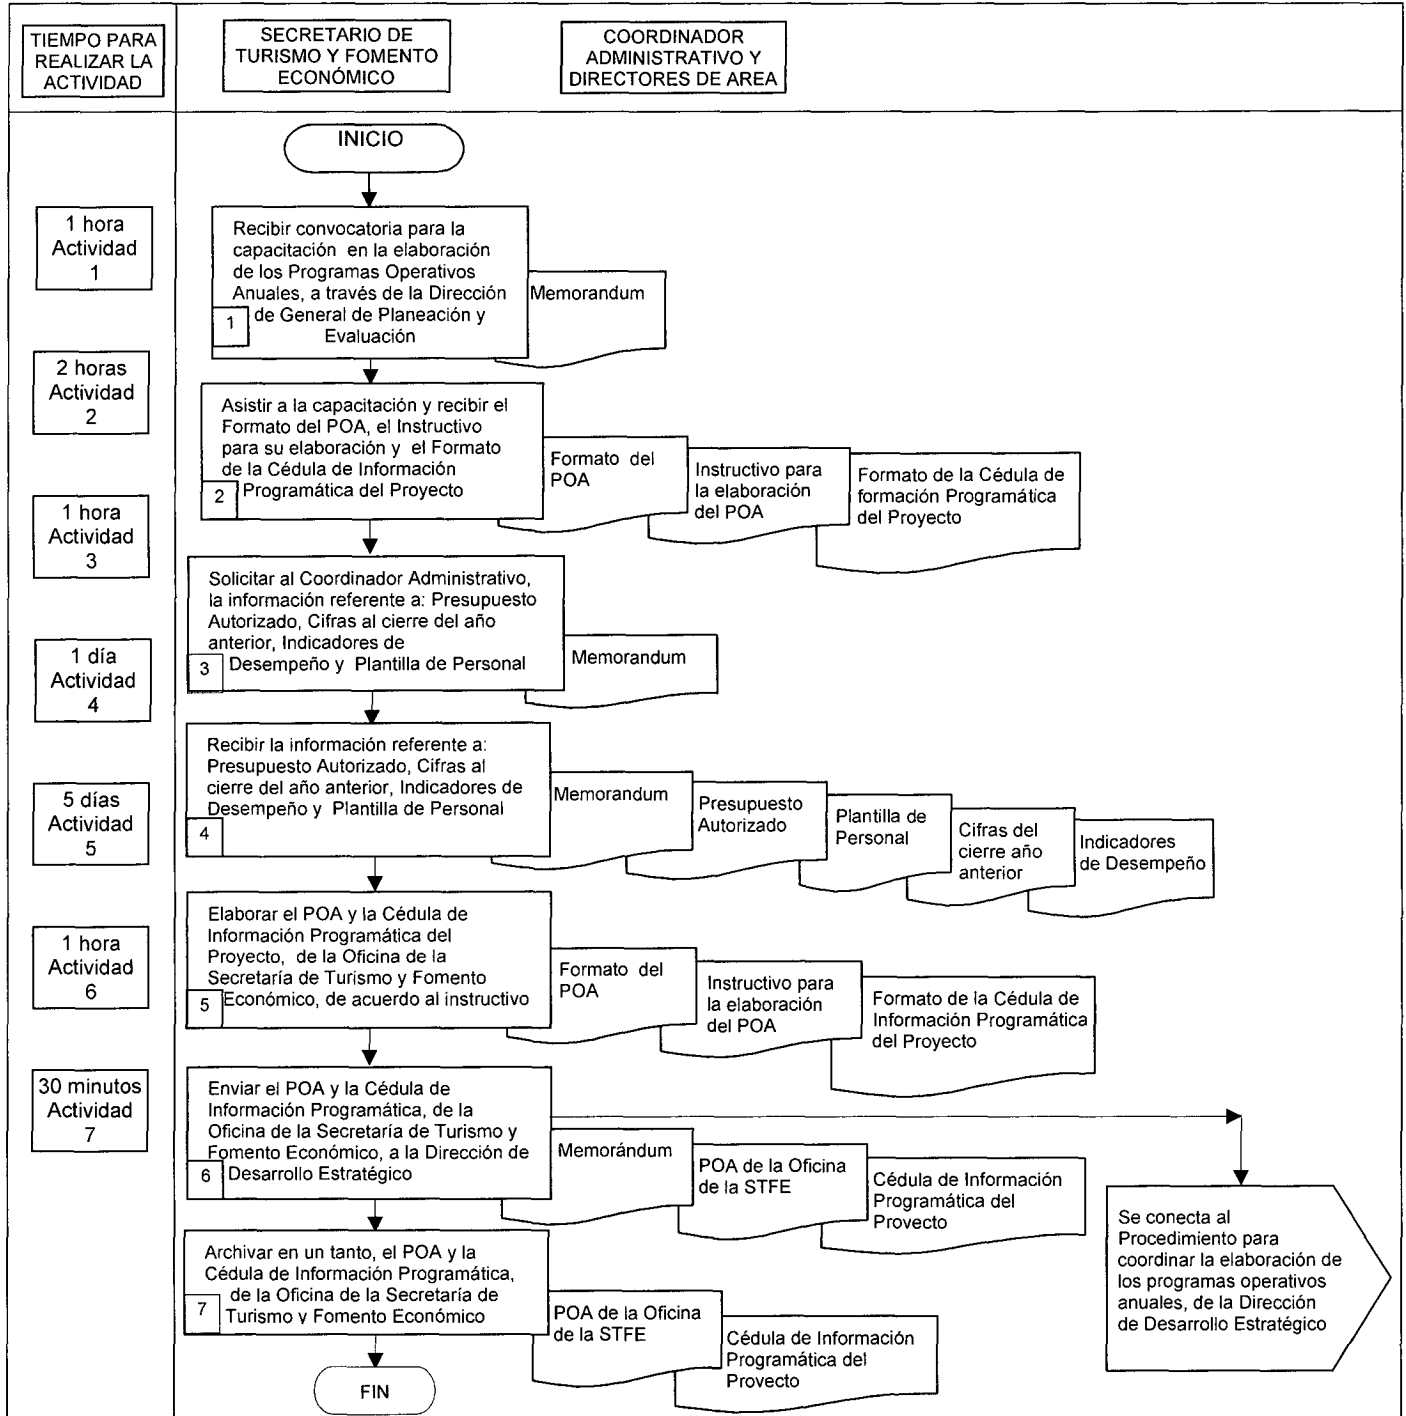 TIEMPO PARA
REALIZAR LA
ACTIVIDAD
SECRETARIO DE
TURISMO Y FOMENTO
ECONÓMICO
COORDINADOR
ADMINISTRATIVO Y
DIRECTORES DE AREA
INICIO
1 hora
Actividad
1
Recibir convocatoria para la
capacitación en la elaboración
de los Programas Operativos
Anuales, a través de la Dirección
de General de Planeación y
Evaluación
1
Memorandum
2 horas
Actividad
2
Asistir a la capacitación y recibir el
Formato del POA, el Instructivo
para su elaboración y el Formato
de la Cédula de Información
Programática del Proyecto
2
Formato del
POA
Instructivo para
la elaboración
del POA
Formato de la Cédula de
formación Programática
del Proyecto
1 hora
Actividad
3
Solicitar al Coordinador Administrativo,
la información referente a: Presupuesto
Autorizado, Cifras al cierre del año
anterior, Indicadores de
Desempeño y Plantilla de Personal
3
Memorandum
1 día
Actividad
4
Recibir la información referente a:
Presupuesto Autorizado, Cifras al
cierre del año anterior, Indicadores de
Desempeño y Plantilla de Personal
4
Memorandum
Presupuesto
Autorizado
Plantilla de
Personal
Cifras del
cierre año
anterior
Indicadores
de Desempeño
5 días
Actividad
5
Elaborar el POA y la Cédula de
Información Programática del
Proyecto, de la Oficina de la
Secretaría de Turismo y Fomento
Económico, de acuerdo al instructivo
5
Formato del
POA
Instructivo para
la elaboración
del POA
Formato de la Cédula de
Información Programática
del Proyecto
1 hora
Actividad
6
Enviar el POA y la Cédula de
Información Programática, de la
Oficina de la Secretaría de Turismo y
Fomento Económico, a la Dirección de
Desarrollo Estratégico
6
Memorándum
POA de la Oficina
de la STFE
Cédula de Información
Programática del
Provecto
Se conecta al
Procedimiento para
coordinar la elaboración de
los programas operativos
anuales, de la Dirección
de Desarrollo Estratégico
30 minutos
Actividad
7
Archivar en un tanto, el POA y la
Cédula de Información Programática,
de la Oficina de la Secretaría de
Turismo y Fomento Económico
7
POA de la Oficina
de la STFE
Cédula de Información
Programática del
Provecto
FIN